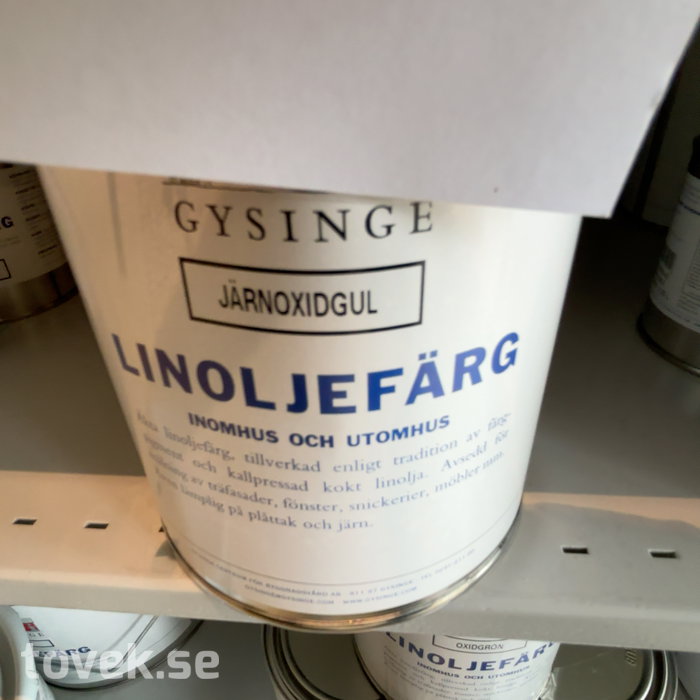 GYSINGE
JÄRNOXIDGUL
LINOLJEFÄRG
INOMHUS OCH UTOMHUS
Äkta linoljefärg, tillverkad enligt tradition av färg-
pigment och kallpressad kokt linolja. Avsedd för
målning av träfasader, fönster, snickerier, möbler mm.
Även lämplig på plåttak och järn.
OXIDGRÖN
LINOLJEFÄR
INOMHUS OCH UTOMHUS
tovek.se